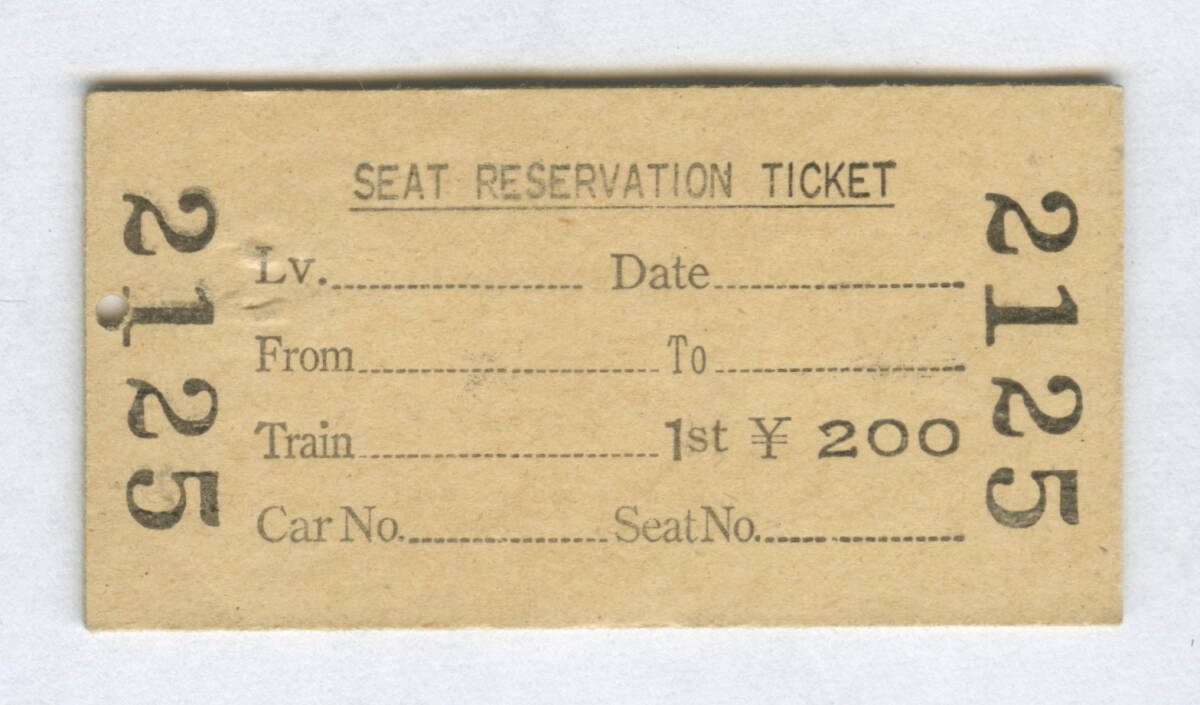 SEAT RESERVATION TICKET
Lv. Date
From To
Train 1st ¥ 200
Car No. Seat No.
2125
2125